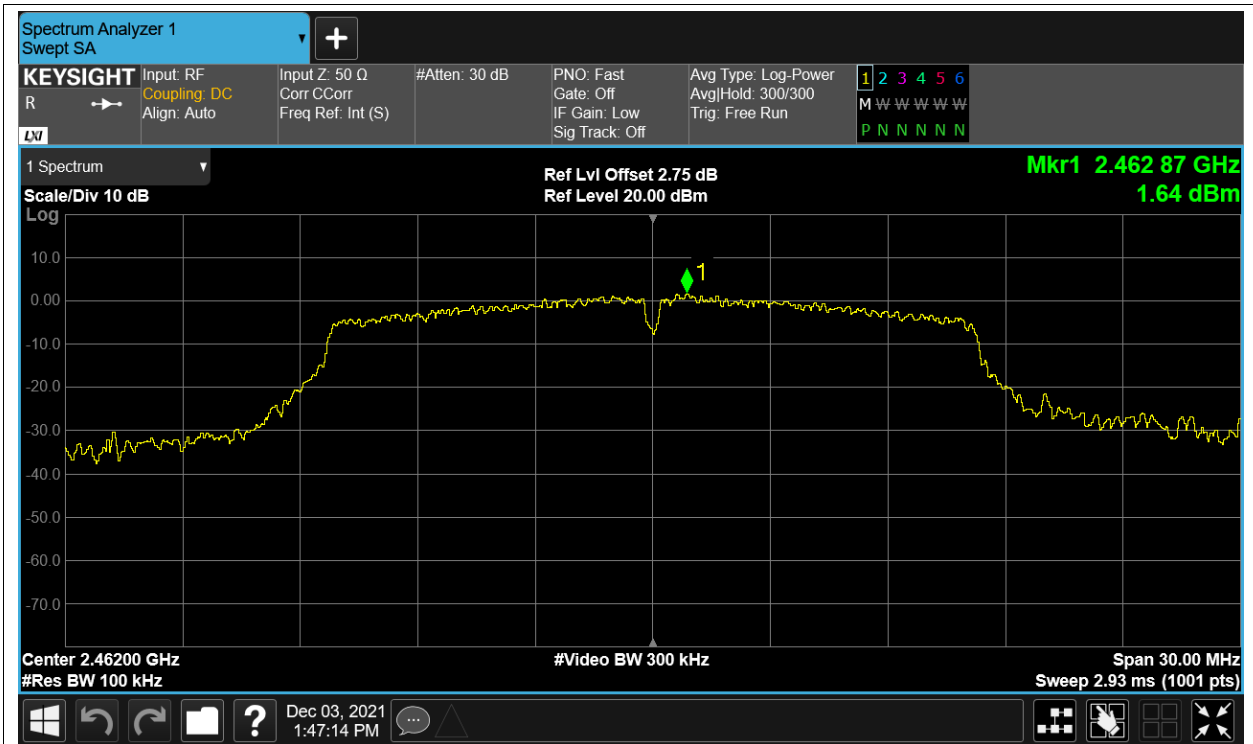 Spectrum Analyzer 1
Swept SA
KEYSIGHT
R
LXI
Input: RF
Coupling: DC
Align: Auto
Input Z: 50 Ω
Corr CCorr
Freq Ref: Int (S)
#Atten: 30 dB
PNO: Fast
Gate: Off
IF Gain: Low
Sig Track: Off
Avg Type: Log-Power
Avg|Hold: 300/300
Trig: Free Run
1 2 3 4 5 6
M W W W W W
P N N N N N
1 Spectrum
Scale/Div 10 dB
Log
Ref Lvl Offset 2.75 dB
Ref Level 20.00 dBm
Mkr1 2.462 87 GHz
1.64 dBm
1
10.0
0.00
-10.0
-20.0
-30.0
-40.0
-50.0
-60.0
-70.0
Center 2.46200 GHz
#Res BW 100 kHz
#Video BW 300 kHz
Span 30.00 MHz
Sweep 2.93 ms (1001 pts)
?
Dec 03, 2021
1:47:14 PM